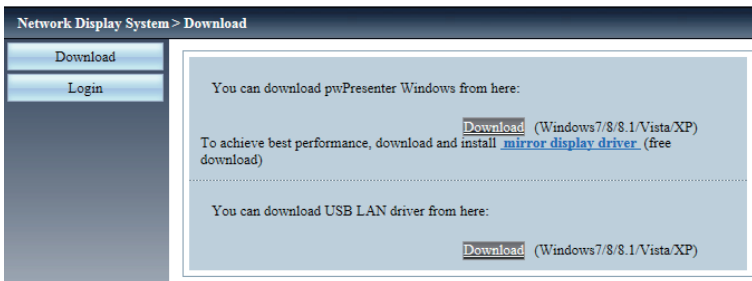 Network Display System > Download
Download
Login
You can download pwPresenter Windows from here:
Download (Windows7/8/8.1/Vista/XP)
To achieve best performance, download and install mirror display driver (free
download)
You can download USB LAN driver from here:
Download (Windows7/8/8.1/Vista/XP)